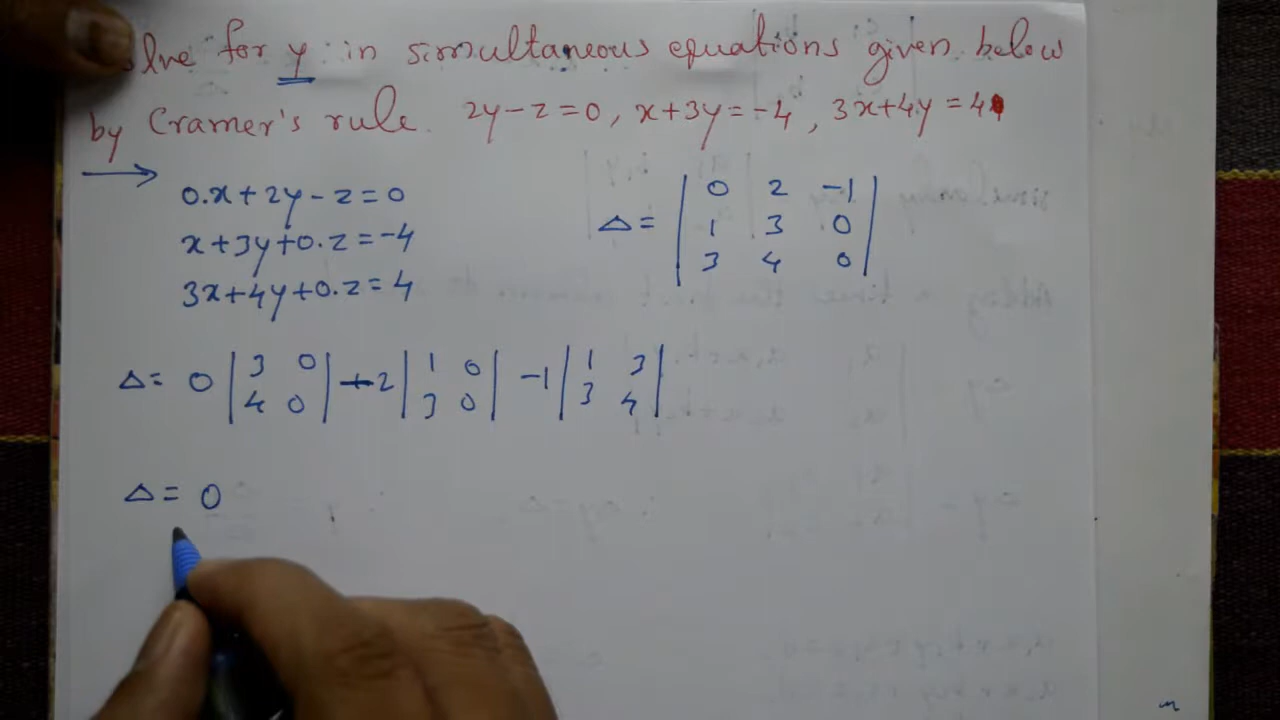 lve for y in simultaneous equations given below
by Cramer's rule. 2y-z=0, x+3y=-4, 3x+4y=4
0.x+2y-z=0
x+3y+0.z=-4
3x+4y+0.z=4
Δ= | 0 2 -1 |
| 1 3 0 |
| 3 4 0 |
Δ= 0 | 3 0 | +2 | 1 0 | -1 | 1 3 |
| 4 0 | | 3 0 | | 3 4 |
Δ= 0